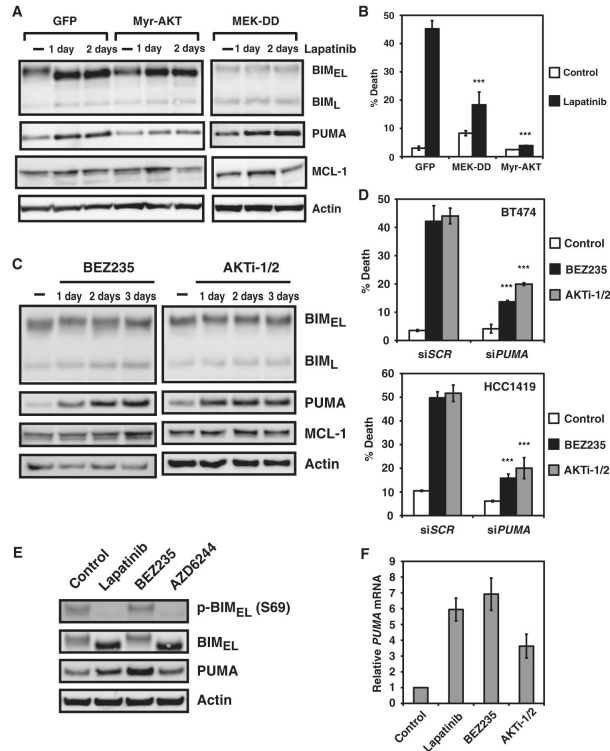 A
GFP Myr-AKT MEK-DD
– 1 day 2 days – 1 day 2 days – 1 day 2 days Lapatinib
BIMEL
BIML
PUMA
MCL-1
Actin
B
% Death
60
50
40
30
20
10
0
GFP MEK-DD Myr-AKT
***
***
Control
Lapatinib
C
BEZ235 AKTi-1/2
– 1 day 2 days 3 days – 1 day 2 days 3 days
BIMEL
BIML
PUMA
MCL-1
Actin
D
BT474
% Death
50
40
30
20
10
0
*** ***
siSCR siPUMA
Control
BEZ235
AKTi-1/2
HCC1419
% Death
60
50
40
30
20
10
0
*** ***
siSCR siPUMA
Control
BEZ235
AKTi-1/2
E
Control Lapatinib BEZ235 AZD6244
p-BIMEL (S69)
BIMEL
PUMA
Actin
F
Relative PUMA mRNA
9
8
7
6
5
4
3
2
1
0
Control Lapatinib BEZ235 AKTi-1/2